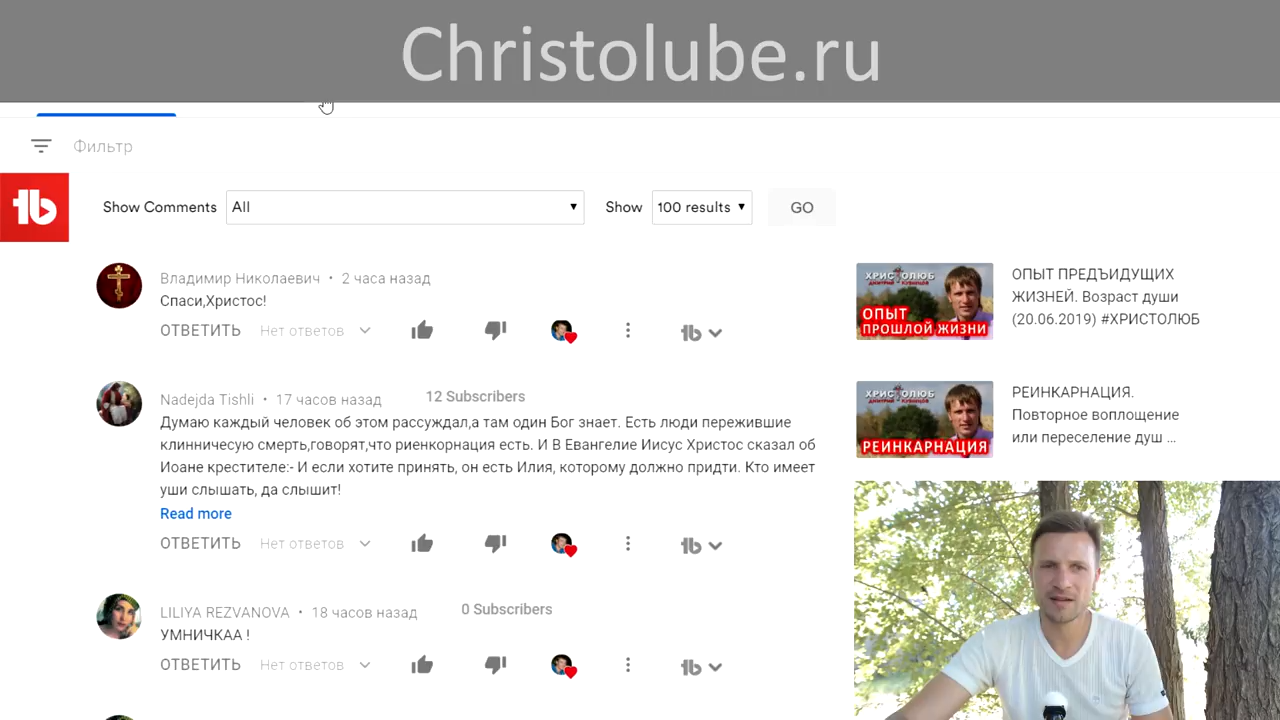 Christolube.ru
Фильтр
Show Comments All Show 100 results GO
Владимир Николаевич • 2 часа назад
Спаси,Христос!
ОТВЕТИТЬ Нет ответов
Nadejda Tishli • 17 часов назад 12 Subscribers
Думаю каждый человек об этом рассуждал,а там один Бог знает. Есть люди пережившие
клинничесую смерть,говорят,что риенкорнация есть. И В Евангелие Иисус Христос сказал об
Иоане крестителе:- И если хотите принять, он есть Илия, которому должно придти. Кто имеет
уши слышать, да слышит!
Read more
ОТВЕТИТЬ Нет ответов
LILIYA REZVANOVA • 18 часов назад 0 Subscribers
УМНИЧКАА !
ОТВЕТИТЬ Нет ответов
ХРИСТОЛЮБ
ДМИТРИЙ КУЗНЕЦОВ
ОПЫТ
ПРОШЛОЙ ЖИЗНИ
ОПЫТ ПРЕДЪИДУЩИХ
ЖИЗНЕЙ. Возраст души
(20.06.2019) #ХРИСТОЛЮБ
ХРИСТОЛЮБ
ДМИТРИЙ КУЗНЕЦОВ
РЕИНКАРНАЦИЯ
РЕИНКАРНАЦИЯ.
Повторное воплощение
или переселение душ ...